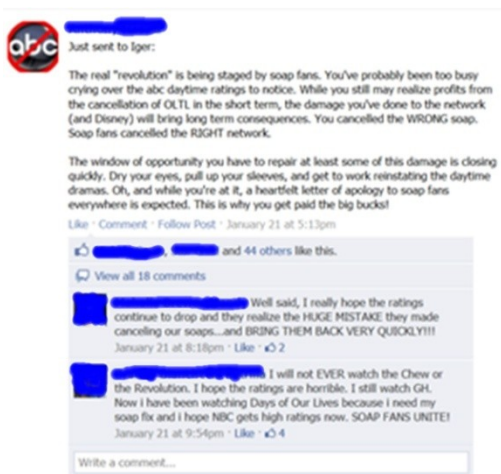 abc
Just sent to Iger:
The real "revolution" is being staged by soap fans. You've probably been too busy
crying over the abc daytime ratings to notice. While you still may realize profits from
the cancellation of OLTL in the short term, the damage you've done to the network
(and Disney) will bring long term consequences. You cancelled the WRONG soap.
Soap fans cancelled the RIGHT network.
The window of opportunity you have to repair at least some of this damage is closing
quickly. Dry your eyes, pull up your sleeves, and get to work reinstating the daytime
dramas. Oh, and while you're at it, a heartfelt letter of apology to soap fans
everywhere is expected. This is why you get paid the big bucks!
Like · Comment · Follow Post · January 21 at 5:13pm
, and 44 others like this.
View all 18 comments
Well said, I really hope the ratings
continue to drop and they realize the HUGE MISTAKE they made
canceling our soaps...and BRING THEM BACK VERY QUICKLY!!!
January 21 at 8:18pm · Like · 2
I will not EVER watch the Chew or
the Revolution. I hope the ratings are horrible. I still watch GH.
Now i have been watching Days of Our Lives because i need my
soap fix and i hope NBC gets high ratings now. SOAP FANS UNITE!
January 21 at 9:54pm · Like · 4
Write a comment...